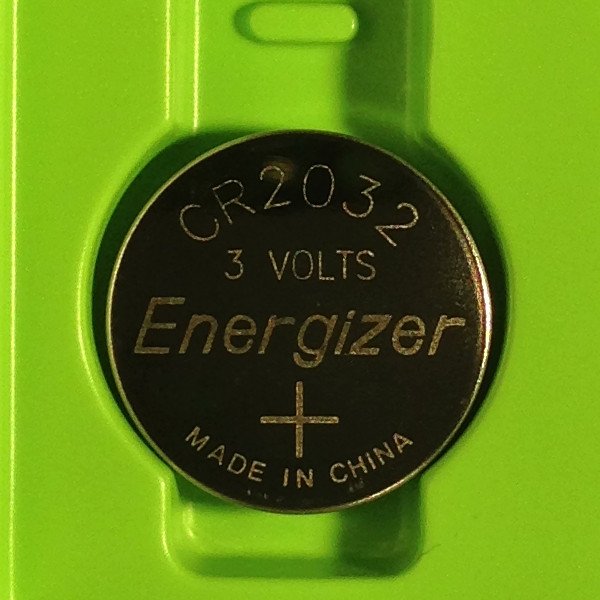 CR2032
3 VOLTS
Energizer
+
MADE IN CHINA